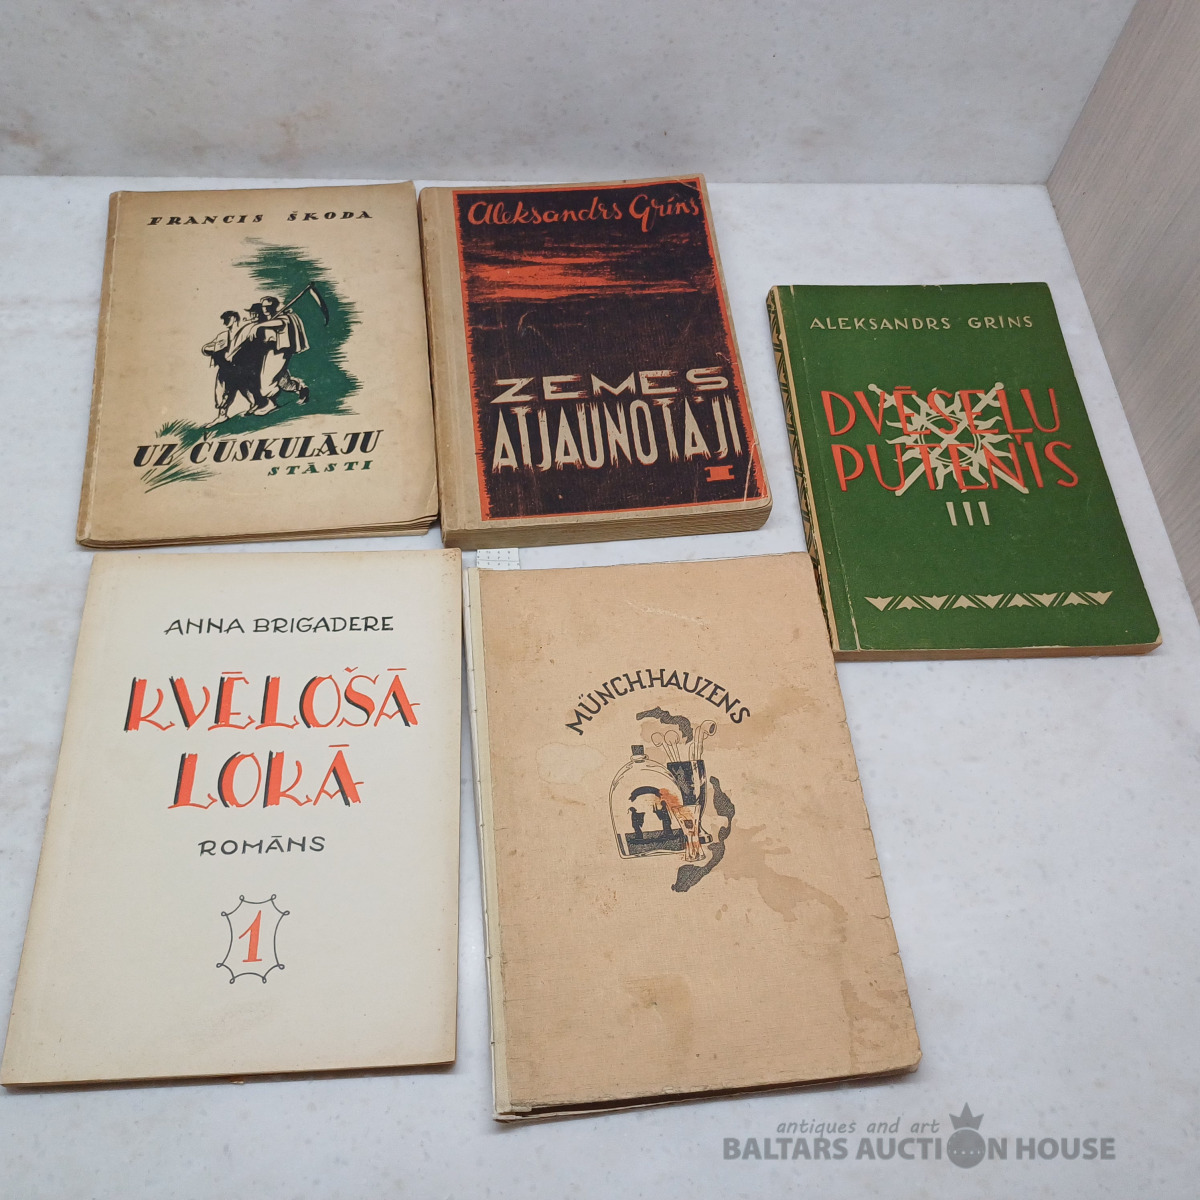 FRANCIS ŠKODA
UZ ČUSKULĀJU
STĀSTI
Aleksandrs Grīns
ZEMES
ATJAUNOTĀJI
I
ALEKSANDRS GRĪNS
DVĒSEĻU
PUTEŅIS
III
ANNA BRIGADERE
KVĒLOŠĀ
LOKĀ
ROMĀNS
1
MÜNCHHAUZENS
antiques and art
BALTARS AUCTION HOUSE